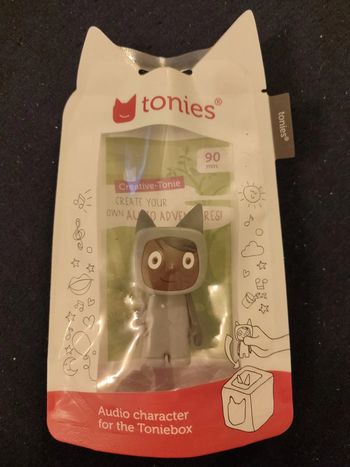 tonies®
tonies®
90
min
Creative-Tonie
CREATE YOUR
OWN AUDIO ADVENTURES!
Audio character
for the Toniebox